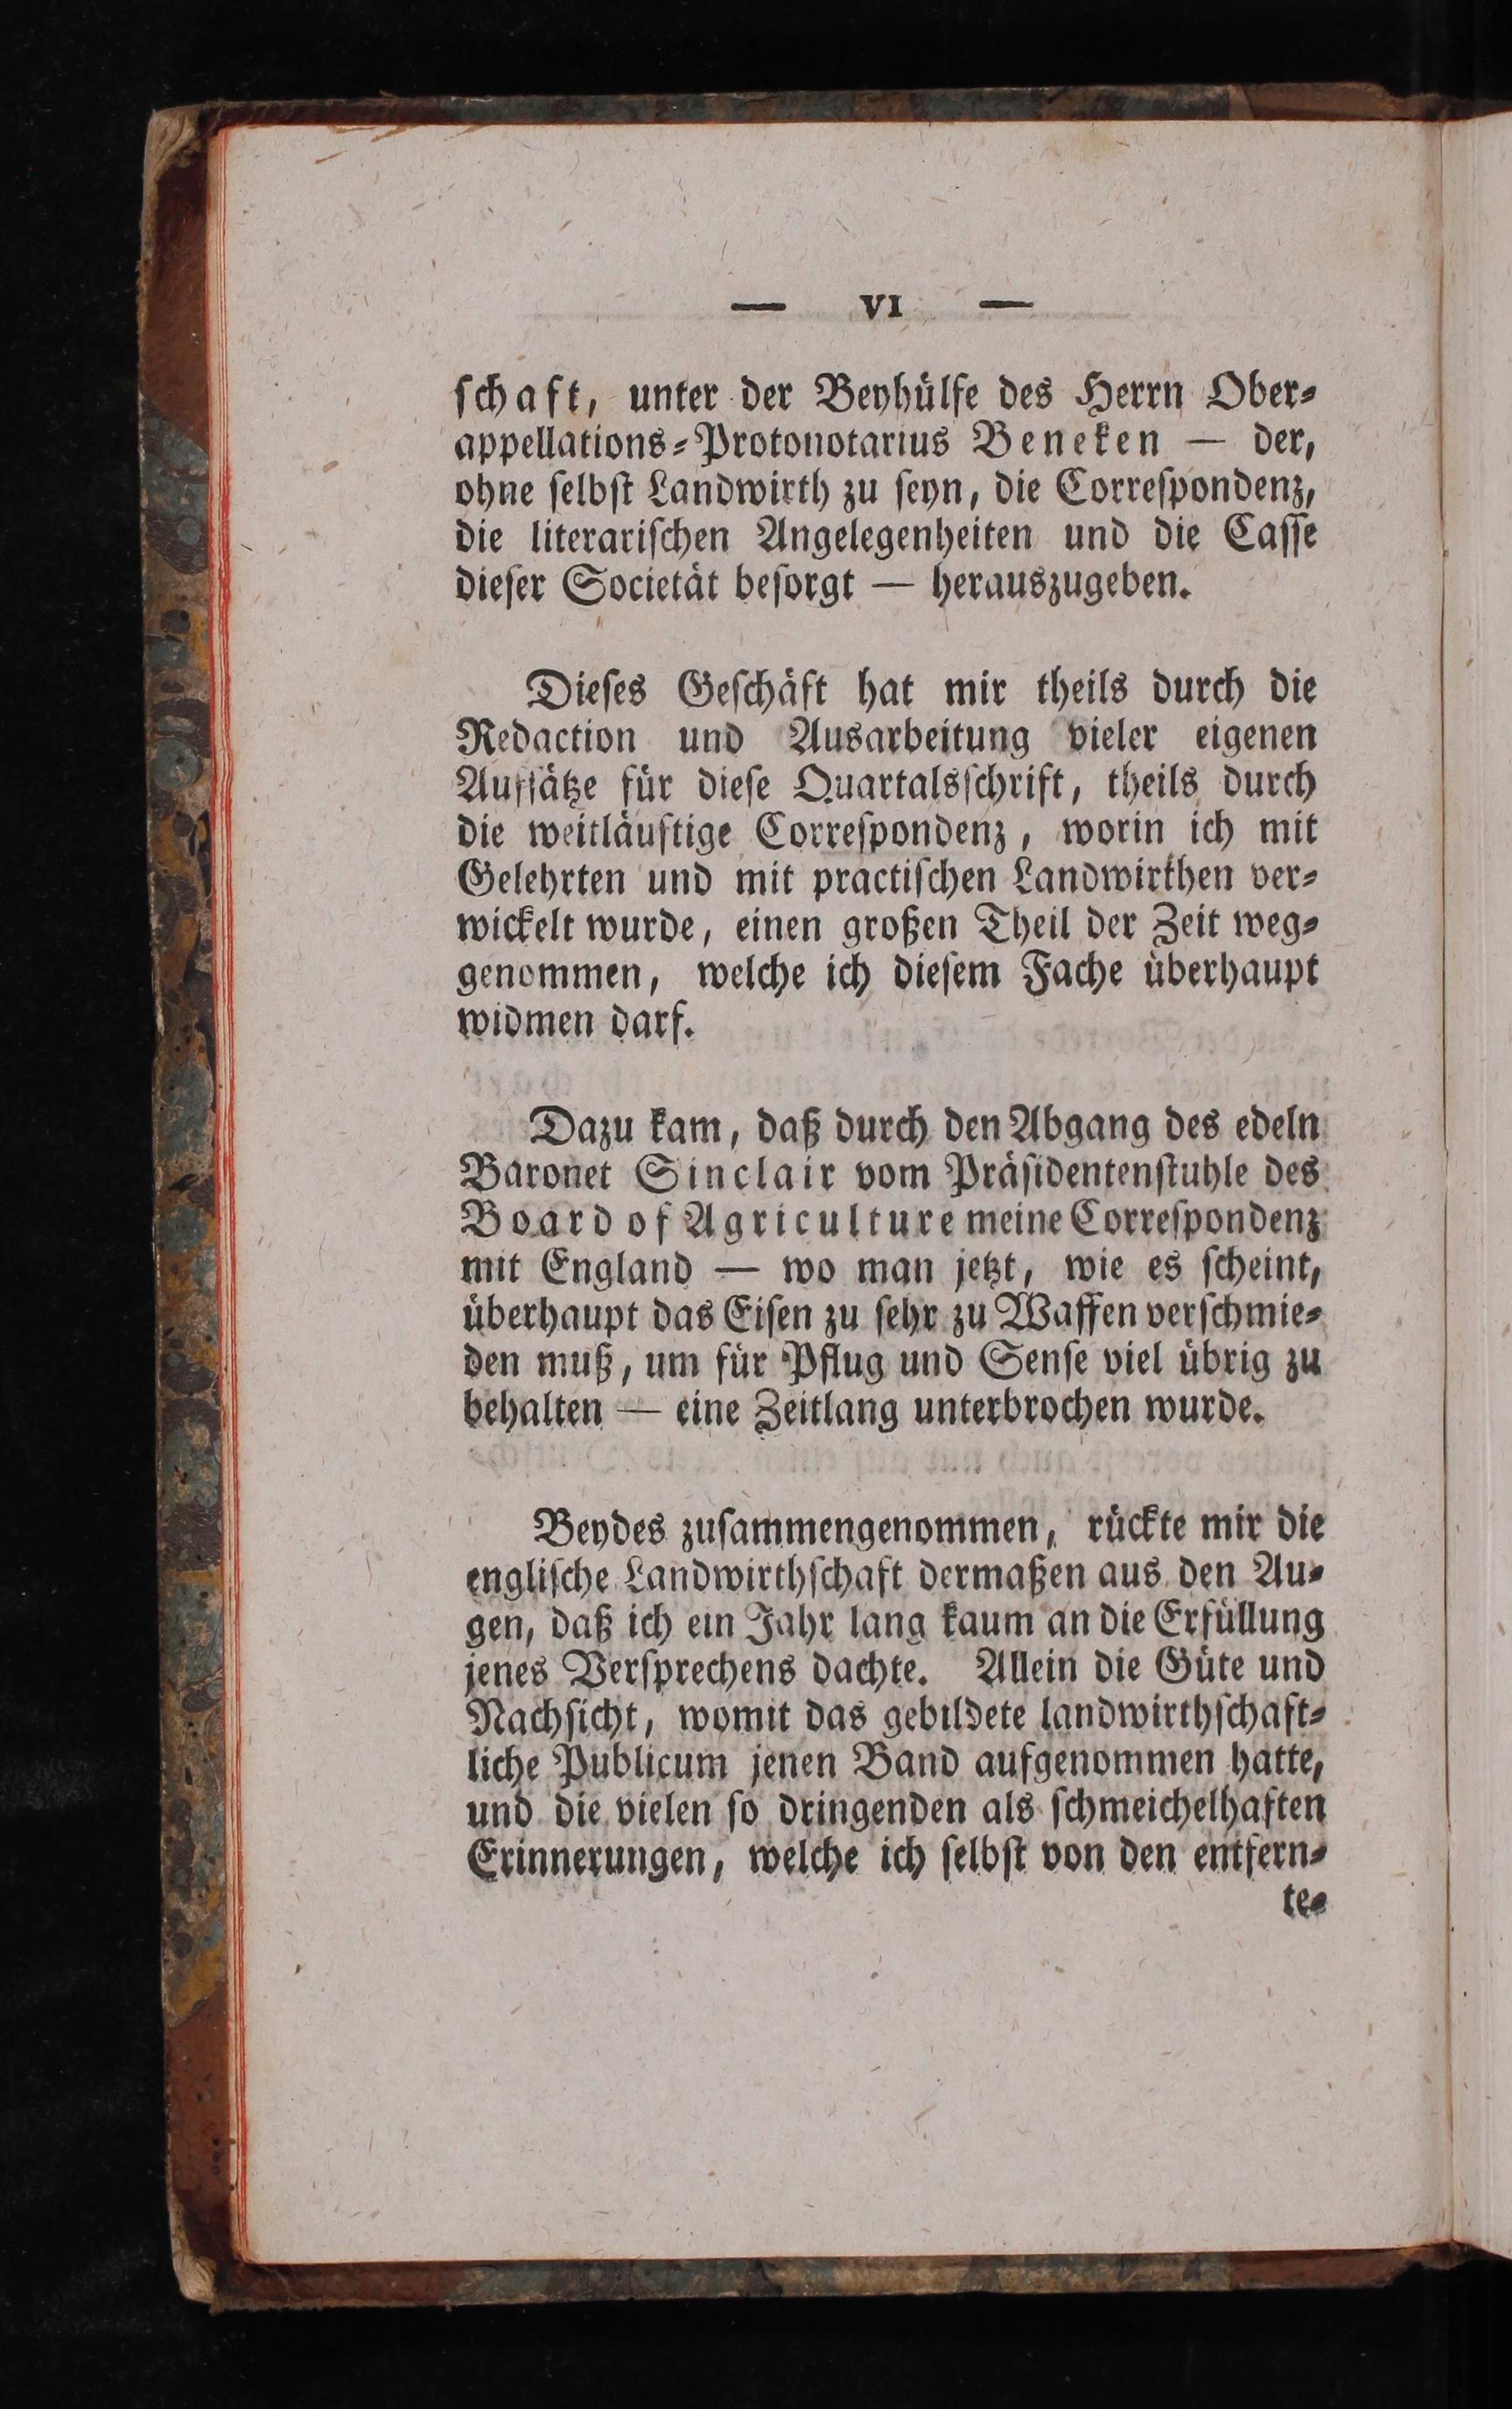 — VI —
ſchaft, unter der Beyhülfe des Herrn Ober⸗
appellations⸗Protonotarius Beneken — der,
ohne ſelbſt Landwirth zu ſeyn, die Correſpondenz,
die literariſchen Angelegenheiten und die Caſſe
dieſer Societät beſorgt — herauszugeben.
Dieſes Geſchäft hat mir theils durch die
Redaction und Ausarbeitung vieler eigenen
Aufſätze für dieſe Quartalsſchrift, theils durch
die weitläuftige Correſpondenz, worin ich mit
Gelehrten und mit practiſchen Landwirthen ver⸗
wickelt wurde, einen großen Theil der Zeit weg⸗
genommen, welche ich dieſem Fache überhaupt
widmen darf.
Dazu kam, daß durch den Abgang des edeln
Baronet Sinclair vom Präſidentenſtuhle des
Board of Agriculture meine Correſpondenz
mit England — wo man jetzt, wie es ſcheint,
überhaupt das Eiſen zu ſehr zu Waffen verſchmie⸗
den muß, um für Pflug und Senſe viel übrig zu
behalten — eine Zeitlang unterbrochen wurde.
Beydes zuſammengenommen, rückte mir die
engliſche Landwirthſchaft dermaßen aus den Au⸗
gen, daß ich ein Jahr lang kaum an die Erfüllung
jenes Verſprechens dachte. Allein die Güte und
Nachſicht, womit das gebildete landwirthſchaft⸗
liche Publicum jenen Band aufgenommen hatte,
und die vielen ſo dringenden als ſchmeichelhaften
Erinnerungen, welche ich ſelbſt von den entfern⸗
te⸗